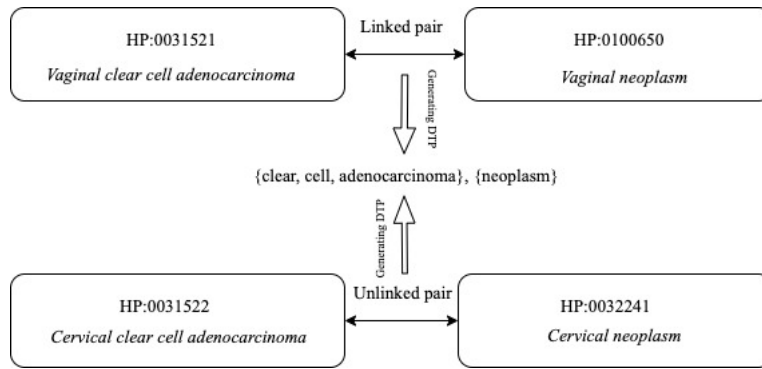 HP:0031521
Vaginal clear cell adenocarcinoma
Linked pair
HP:0100650
Vaginal neoplasm
Generating DTP
{clear, cell, adenocarcinoma}, {neoplasm}
Generating DTP
HP:0031522
Cervical clear cell adenocarcinoma
Unlinked pair
HP:0032241
Cervical neoplasm